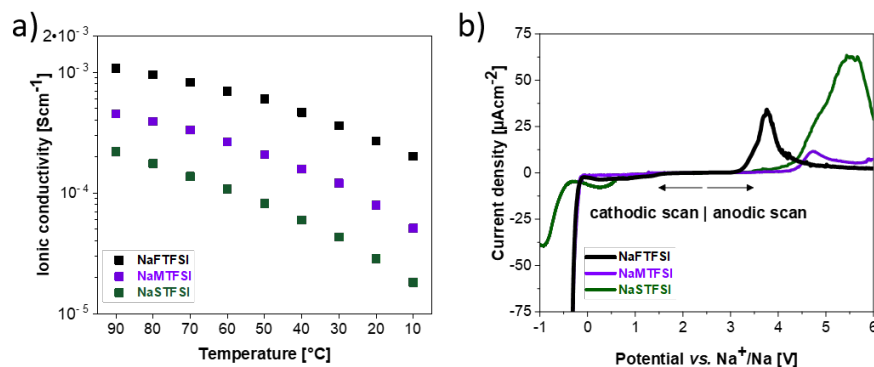 a)
Ionic conductivity [Scm⁻¹]
2•10⁻³
10⁻³
10⁻⁴
10⁻⁵
NaFTFSI
NaMTFSI
NaSTFSI
90 80 70 60 50 40 30 20 10
Temperature [°C]
b)
Current density [µAcm⁻²]
75
50
25
0
-25
-50
-75
cathodic scan | anodic scan
NaFTFSI
NaMTFSI
NaSTFSI
-1 0 1 2 3 4 5 6
Potential vs. Na⁺/Na [V]